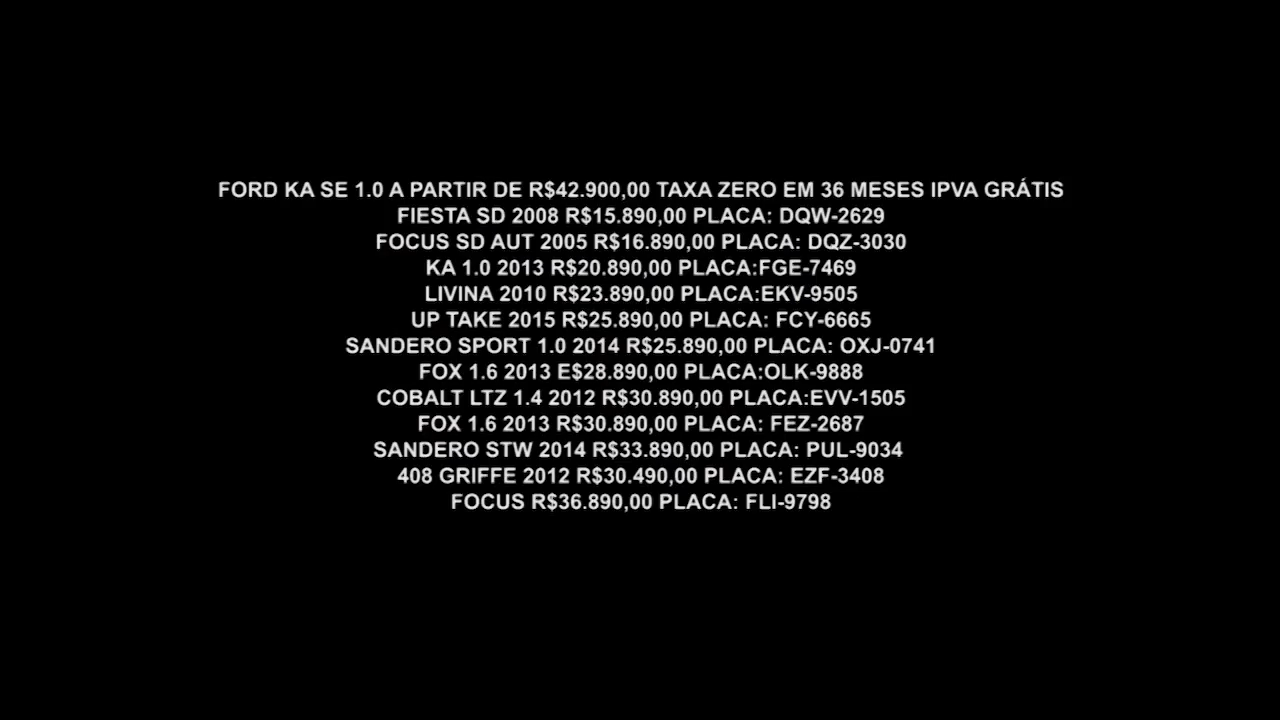 FORD KA SE 1.0 A PARTIR DE R$42.900,00 TAXA ZERO EM 36 MESES IPVA GRÁTIS
FIESTA SD 2008 R$15.890,00 PLACA: DQW-2629
FOCUS SD AUT 2005 R$16.890,00 PLACA: DQZ-3030
KA 1.0 2013 R$20.890,00 PLACA:FGE-7469
LIVINA 2010 R$23.890,00 PLACA:EKV-9505
UP TAKE 2015 R$25.890,00 PLACA: FCY-6665
SANDERO SPORT 1.0 2014 R$25.890,00 PLACA: OXJ-0741
FOX 1.6 2013 E$28.890,00 PLACA:OLK-9888
COBALT LTZ 1.4 2012 R$30.890,00 PLACA:EVV-1505
FOX 1.6 2013 R$30.890,00 PLACA: FEZ-2687
SANDERO STW 2014 R$33.890,00 PLACA: PUL-9034
408 GRIFFE 2012 R$30.490,00 PLACA: EZF-3408
FOCUS R$36.890,00 PLACA: FLI-9798